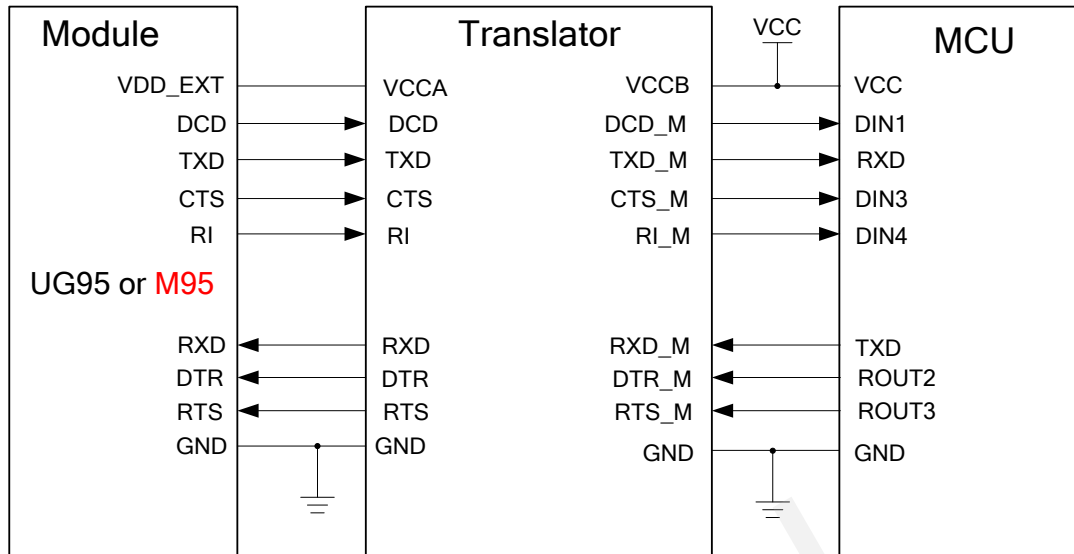 Module Translator VCC MCU
VDD_EXT VCCA VCCB VCC
DCD DCD DCD_M DIN1
TXD TXD TXD_M RXD
CTS CTS CTS_M DIN3
RI RI RI_M DIN4
UG95 or M95
RXD RXD RXD_M TXD
DTR DTR DTR_M ROUT2
RTS RTS RTS_M ROUT3
GND GND GND GND